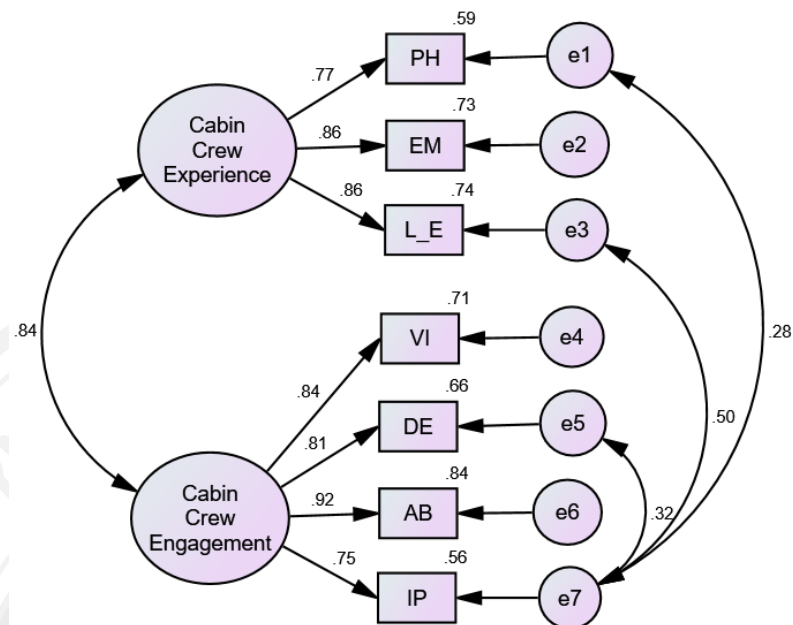 .59
PH
e1
.77
.73
Cabin
Crew
Experience
.86
EM
e2
.86
.74
L_E
e3
.84
.28
.71
VI
e4
.84
.66
DE
e5
.50
.81
.84
Cabin
Crew
Engagement
.92
AB
e6
.32
.75
.56
IP
e7